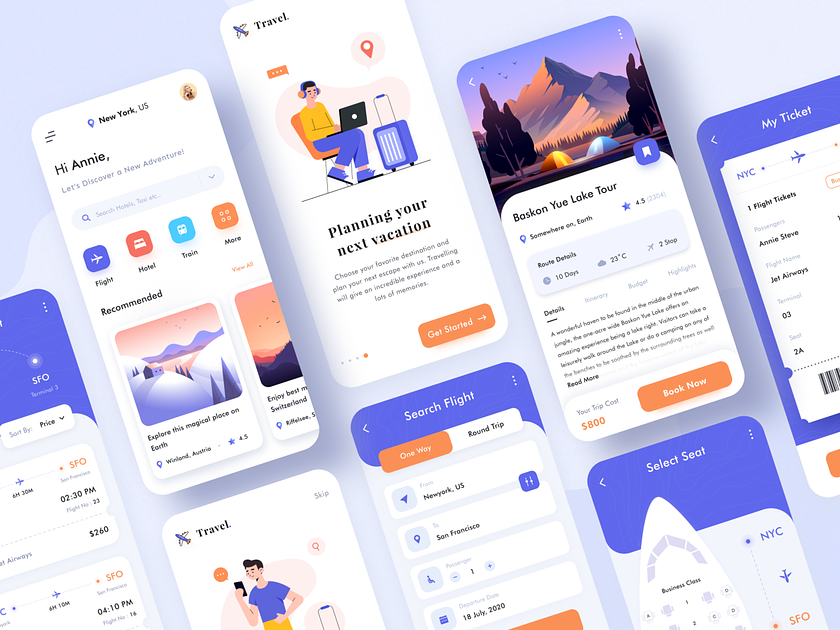 New York, US
Hi Annie,
Let's Discover a New Adventure!
Search Hotels, Taxi etc..
Flight
Hotel
Train
More
Recommended
View All
Explore this magical place on
Earth
Winland, Austria
4.5
Enjoy best m
Switzerland
Travel.
Planning your
next vacation
Choose your favorite destination and
plan your next escape with us. Travelling
will give an incredible experience and a
lots of memories.
Get Started
Baskon Yue Lake Tour
Somewhere on, Earth
4.5 (2304)
Route Details
10 Days
23°C
2 Stop
Details
Itinerary
Budget
Highlights
A wonderful haven to be found in the middle of the urban
jungle, the one-acre wide Baskon Yue Lake Offers an
amazing experience being a lake right. Visitors can take a
leisurely walk around the Lake or do a camping on any of
the benches to be soothed by the surrounding trees as well
Read More
Your Trip Cost
$800
Book Now
My Ticket
NYC
1 Flight Tickets
Passengers
Annie Steve
Flight Name
Jet Airways
Terminal
03
Seat
2A
SFO
Terminal 3
Sort By: Price
6H 30M
SFO
San Francisco
02:30 PM
Flight No : 23
$260
et Airways
C
6H 10M
SFO
San Francisco
04:10 PM
Flight No : 16
Skip
Travel.
Search Flight
One Way
Round Trip
From
Newyork, US
To
San Francisco
Passenger
1
Departure Date
18 July, 2020
Select Seat
Business Class
A
1
D
2
C
D
NYC
SFO